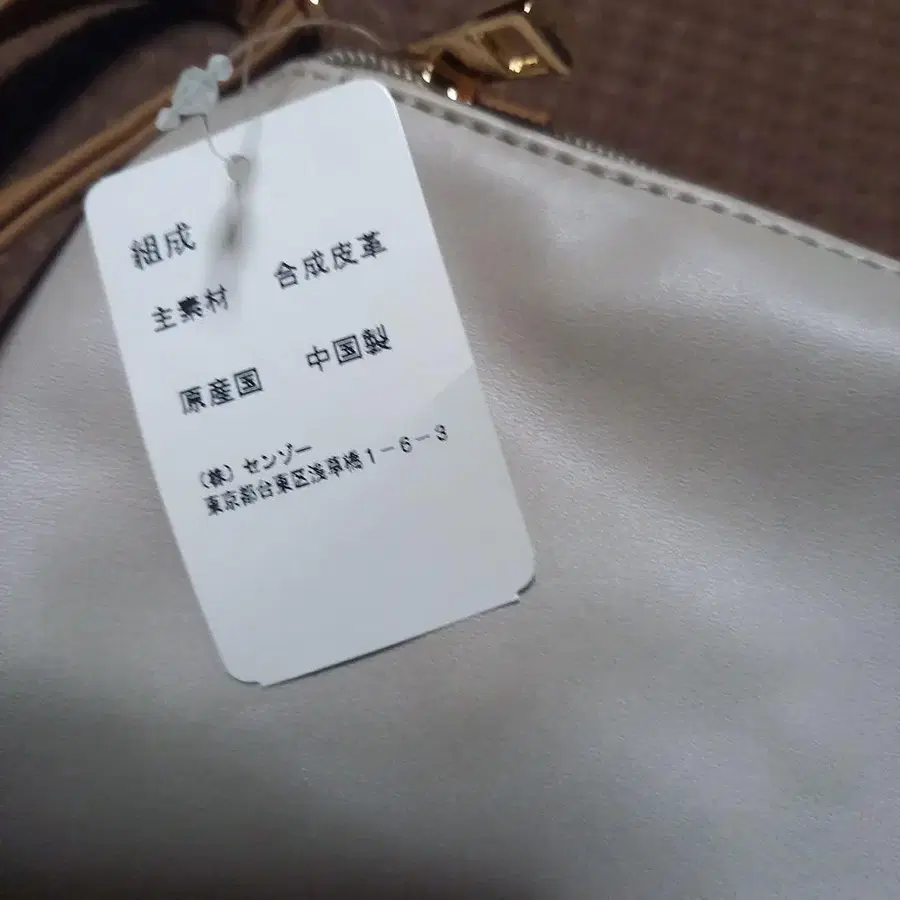 組成
主素材 合成皮革
原産国 中国製
(株) センゾー
東京都台東区浅草橋1-6-3